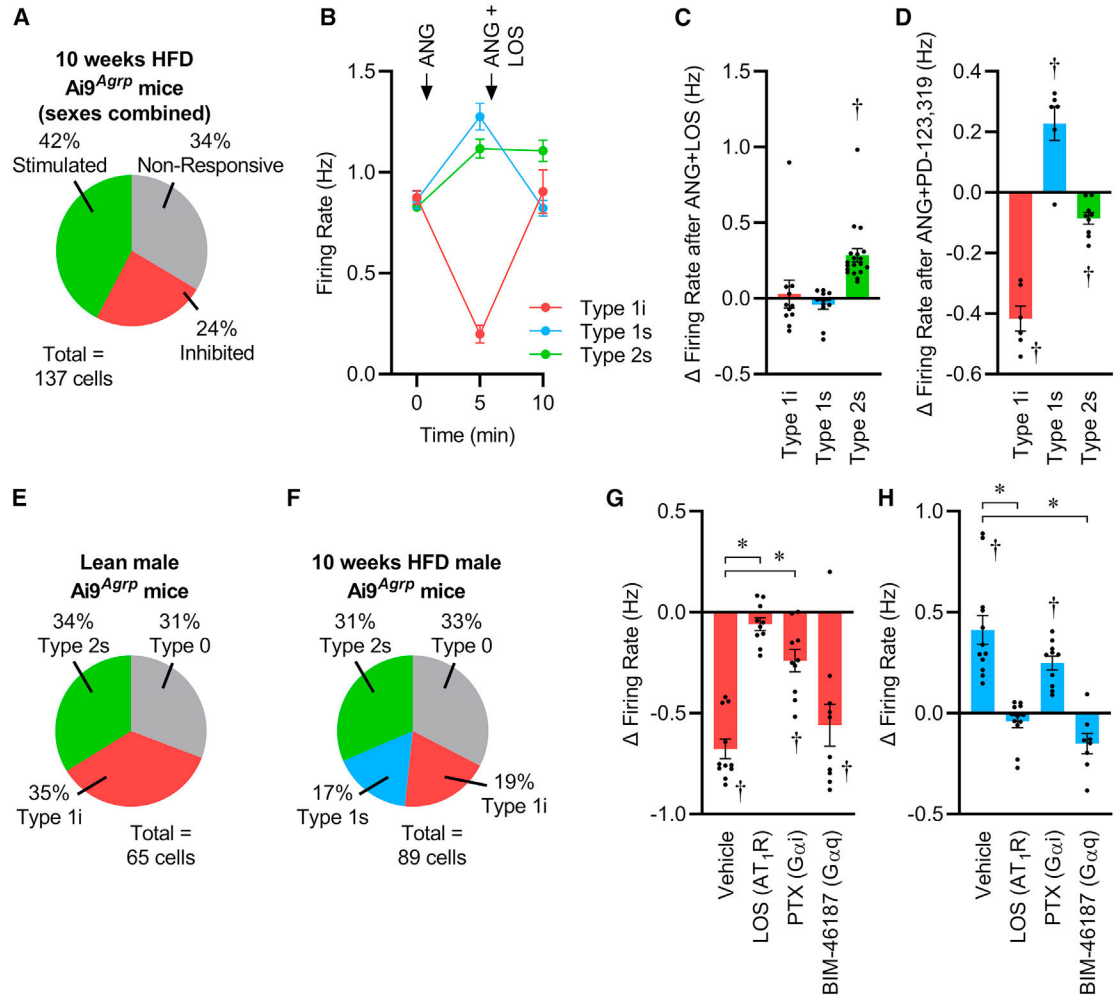 A
10 weeks HFD
Ai9Agrp mice
(sexes combined)
42%
Stimulated
34%
Non-Responsive
24%
Inhibited
Total =
137 cells
B
ANG
ANG +
LOS
Firing Rate (Hz)
1.5
1.0
0.5
0.0
0
5
10
Time (min)
Type 1i
Type 1s
Type 2s
C
Δ Firing Rate after ANG+LOS (Hz)
1.5
1.0
0.5
0.0
-0.5
†
Type 1i
Type 1s
Type 2s
D
Δ Firing Rate after ANG+PD-123,319 (Hz)
0.4
0.2
0.0
-0.2
-0.4
-0.6
†
†
†
Type 1i
Type 1s
Type 2s
E
Lean male
Ai9Agrp mice
34%
Type 2s
31%
Type 0
35%
Type 1i
Total =
65 cells
F
10 weeks HFD male
Ai9Agrp mice
31%
Type 2s
33%
Type 0
17%
Type 1s
19%
Type 1i
Total =
89 cells
G
Δ Firing Rate (Hz)
0.5
0.0
-0.5
-1.0
*
*
†
†
†
Vehicle
LOS (AT1R)
PTX (Gαi)
BIM-46187 (Gαq)
H
Δ Firing Rate (Hz)
1.0
0.5
0.0
-0.5
*
*
†
†
Vehicle
LOS (AT1R)
PTX (Gαi)
BIM-46187 (Gαq)